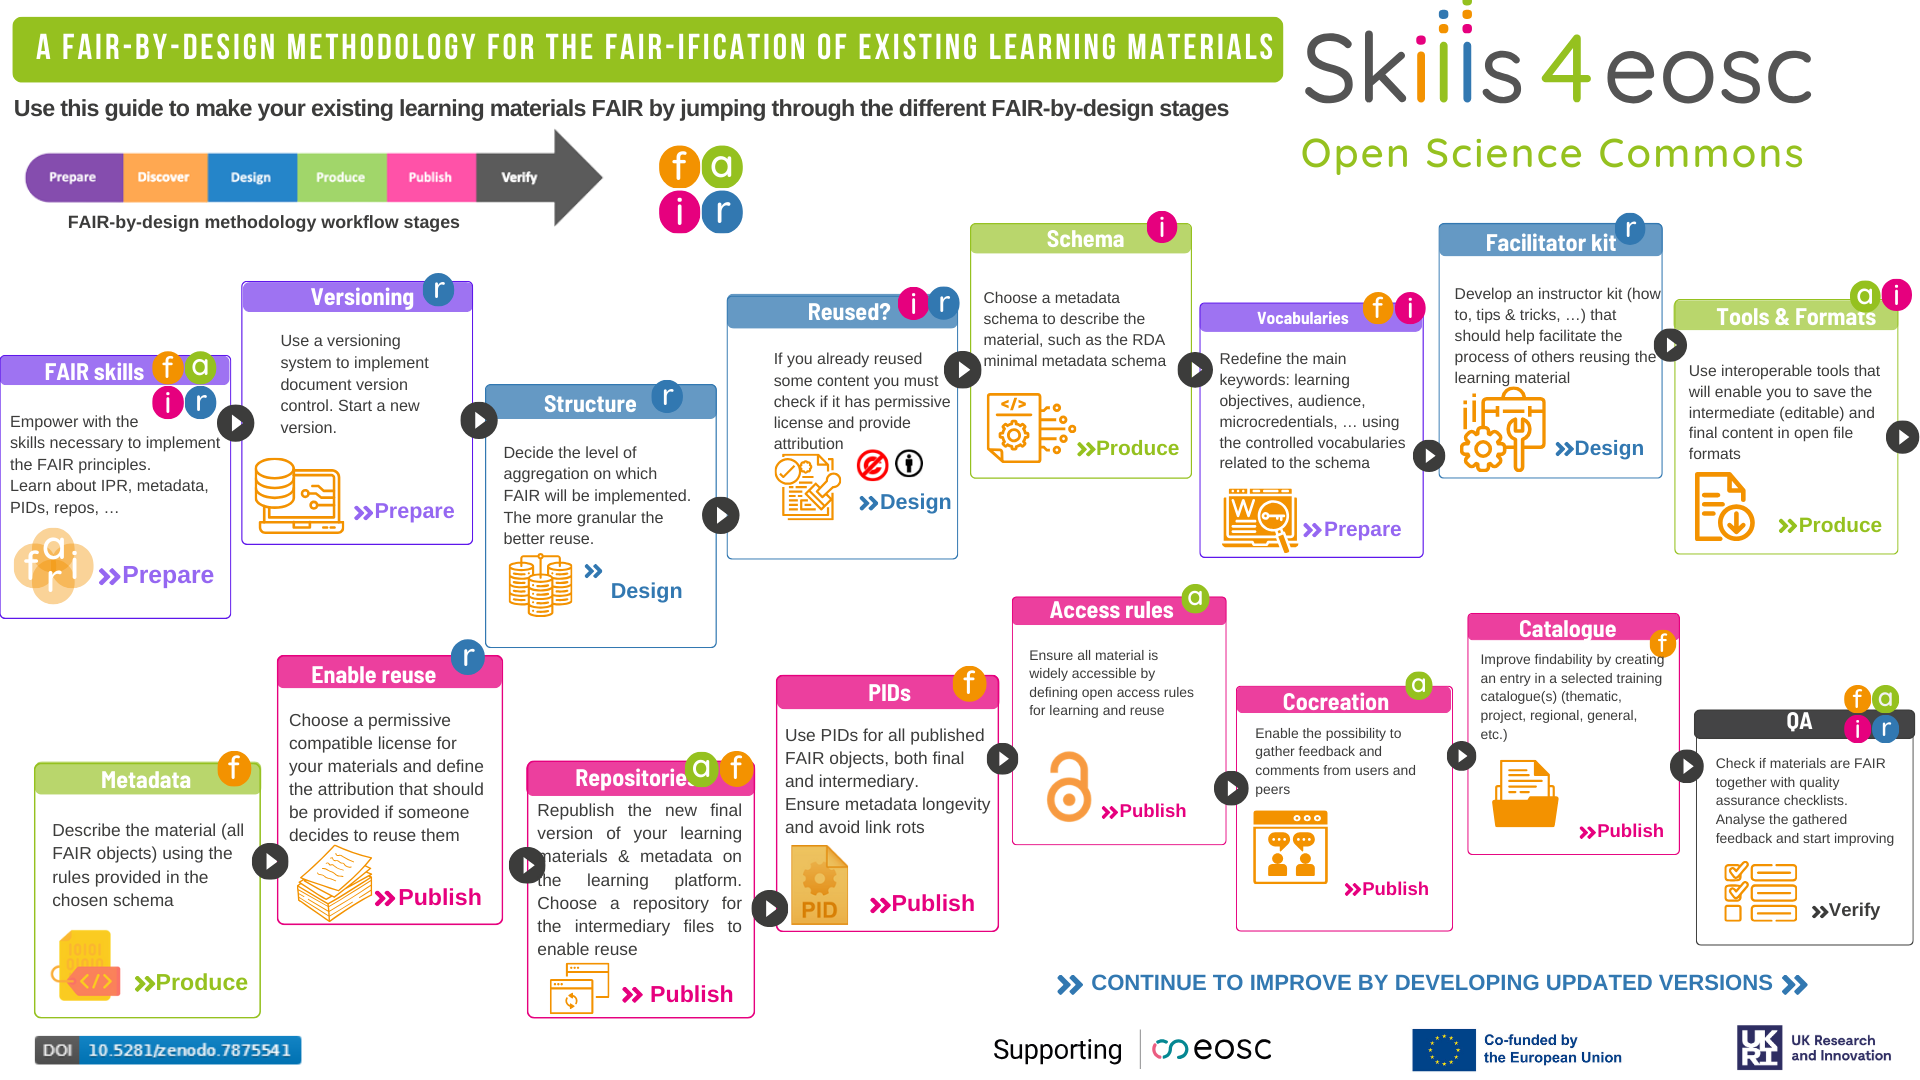 A FAIR-BY-DESIGN METHODOLOGY FOR THE FAIR-IFICATION OF EXISTING LEARNING MATERIALS
Skills 4 eosc
Open Science Commons
Use this guide to make your existing learning materials FAIR by jumping through the different FAIR-by-design stages
Prepare
Discover
Design
Produce
Publish
Verify
FAIR-by-design methodology workflow stages
f a
i r
FAIR skills
f a
i r
Empower with the
skills necessary to implement
the FAIR principles.
Learn about IPR, metadata,
PIDs, repos, …
f a i r
Prepare
Versioning
r
Use a versioning
system to implement
document version
control. Start a new
version.
Prepare
Structure
r
Decide the level of
aggregation on which
FAIR will be implemented.
The more granular the
better reuse.
Design
Reused?
i r
If you already reused
some content you must
check if it has permissive
license and provide
attribution
Design
Schema
i
Choose a metadata
schema to describe the
material, such as the RDA
minimal metadata schema
</>
Produce
Vocabularies
f i
Redefine the main
keywords: learning
objectives, audience,
microcredentials, … using
the controlled vocabularies
related to the schema
W
Prepare
Facilitator kit
r
Develop an instructor kit (how
to, tips & tricks, …) that
should help facilitate the
process of others reusing the
learning material
Design
Tools & Formats
a i
Use interoperable tools that
will enable you to save the
intermediate (editable) and
final content in open file
formats
Produce
Metadata
f
Describe the material (all
FAIR objects) using the
rules provided in the
chosen schema
</>
Produce
Enable reuse
r
Choose a permissive
compatible license for
your materials and define
the attribution that should
be provided if someone
decides to reuse them
Publish
Repositories
a f
Republish the new final
version of your learning
materials & metadata on
the learning platform.
Choose a repository for
the intermediary files to
enable reuse
Publish
PIDs
f
Use PIDs for all published
FAIR objects, both final
and intermediary.
Ensure metadata longevity
and avoid link rots
PID
Publish
Access rules
a
Ensure all material is
widely accessible by
defining open access rules
for learning and reuse
Publish
Cocreation
a
Enable the possibility to
gather feedback and
comments from users and
peers
Publish
Catalogue
f
Improve findability by creating
an entry in a selected training
catalogue(s) (thematic,
project, regional, general,
etc.)
Publish
QA
f a
i r
Check if materials are FAIR
together with quality
assurance checklists.
Analyse the gathered
feedback and start improving
Verify
CONTINUE TO IMPROVE BY DEVELOPING UPDATED VERSIONS
DOI 10.5281/zenodo.7875541
Supporting
eosc
Co-funded by
the European Union
UKRI
UK Research
and Innovation